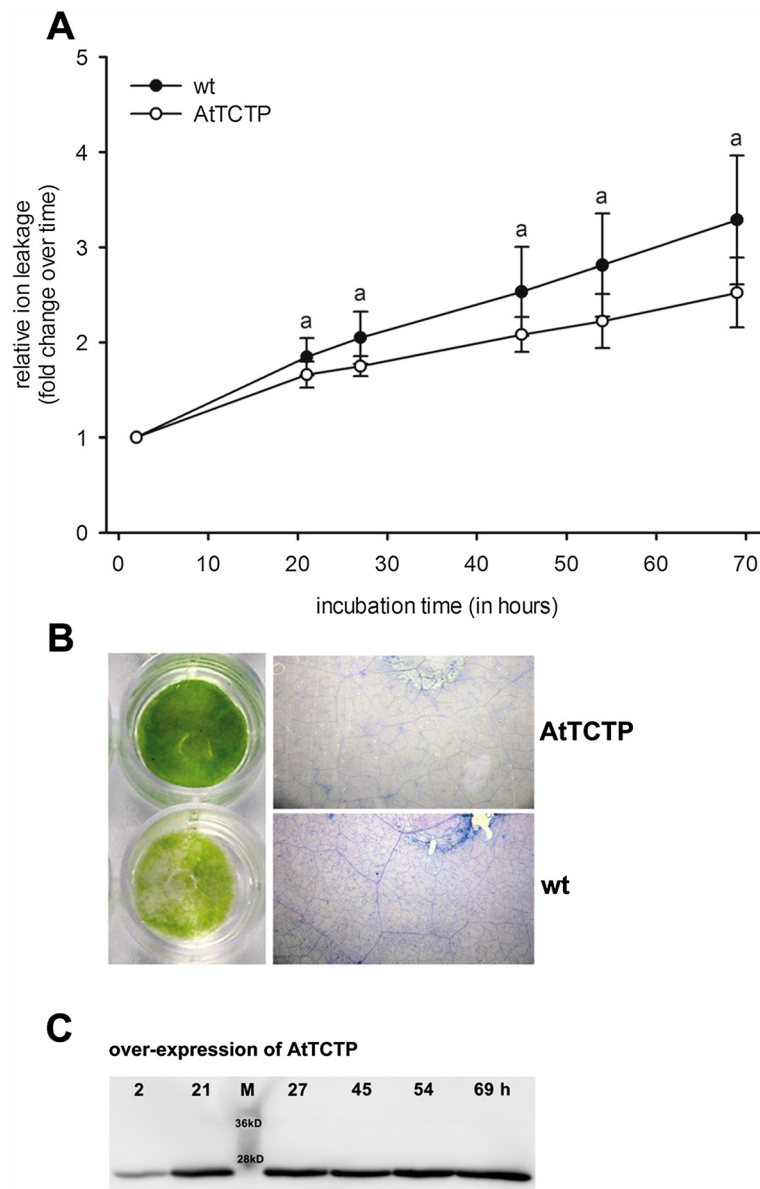 A
5
4
3
2
1
0
relative ion leakage
(fold change over time)
wt
AtTCTP
a
a
a
a
a
0 10 20 30 40 50 60 70
incubation time (in hours)
B
AtTCTP
wt
C
over-expression of AtTCTP
2 21 M 27 45 54 69 h
36kD
28kD